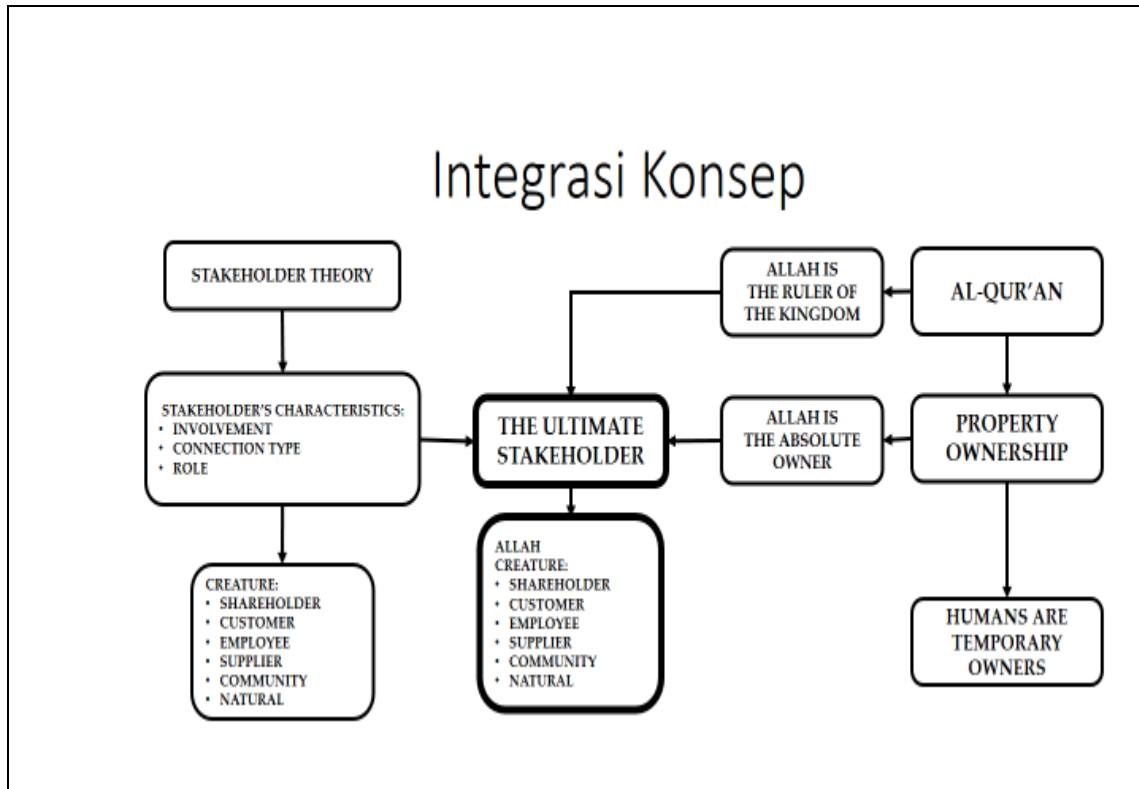 Integrasi Konsep
STAKEHOLDER THEORY
STAKEHOLDER'S CHARACTERISTICS:
• INVOLVEMENT
• CONNECTION TYPE
• ROLE
CREATURE:
• SHAREHOLDER
• CUSTOMER
• EMPLOYEE
• SUPPLIER
• COMMUNITY
• NATURAL
THE ULTIMATE
STAKEHOLDER
ALLAH
CREATURE:
• SHAREHOLDER
• CUSTOMER
• EMPLOYEE
• SUPPLIER
• COMMUNITY
• NATURAL
ALLAH IS
THE RULER OF
THE KINGDOM
ALLAH IS
THE ABSOLUTE
OWNER
AL-QUR'AN
PROPERTY
OWNERSHIP
HUMANS ARE
TEMPORARY
OWNERS